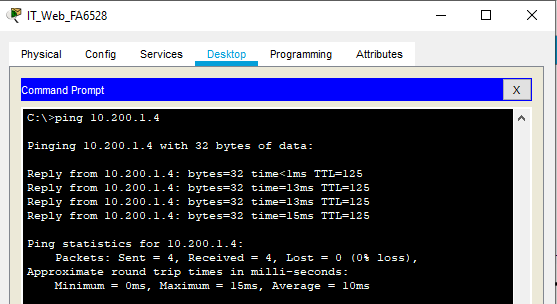 IT_Web_FA6528
Physical Config Services Desktop Programming Attributes
Command Prompt X
C:\>ping 10.200.1.4
Pinging 10.200.1.4 with 32 bytes of data:
Reply from 10.200.1.4: bytes=32 time<1ms TTL=125
Reply from 10.200.1.4: bytes=32 time=13ms TTL=125
Reply from 10.200.1.4: bytes=32 time=13ms TTL=125
Reply from 10.200.1.4: bytes=32 time=15ms TTL=125
Ping statistics for 10.200.1.4:
Packets: Sent = 4, Received = 4, Lost = 0 (0% loss),
Approximate round trip times in milli-seconds:
Minimum = 0ms, Maximum = 15ms, Average = 10ms